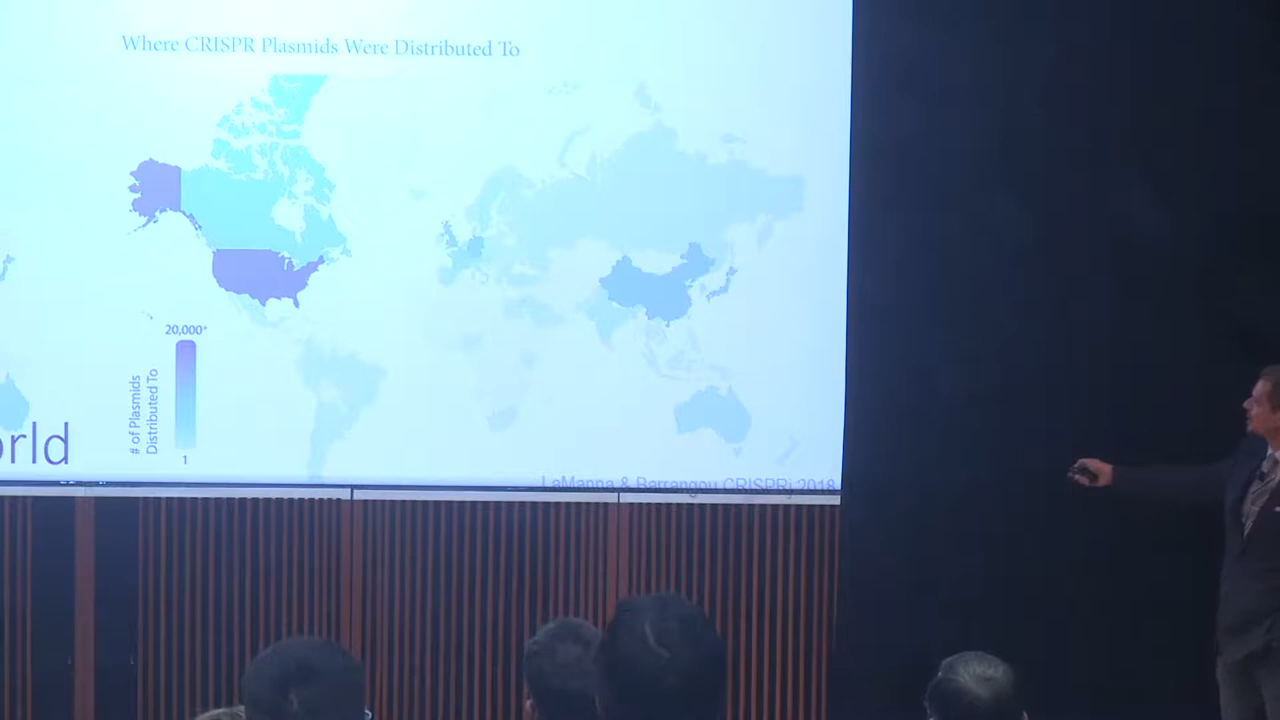 Where CRISPR Plasmids Were Distributed To
20,000+
# of Plasmids
Distributed To
1
orld
LaManna & Barrangou CRISPRj 2018